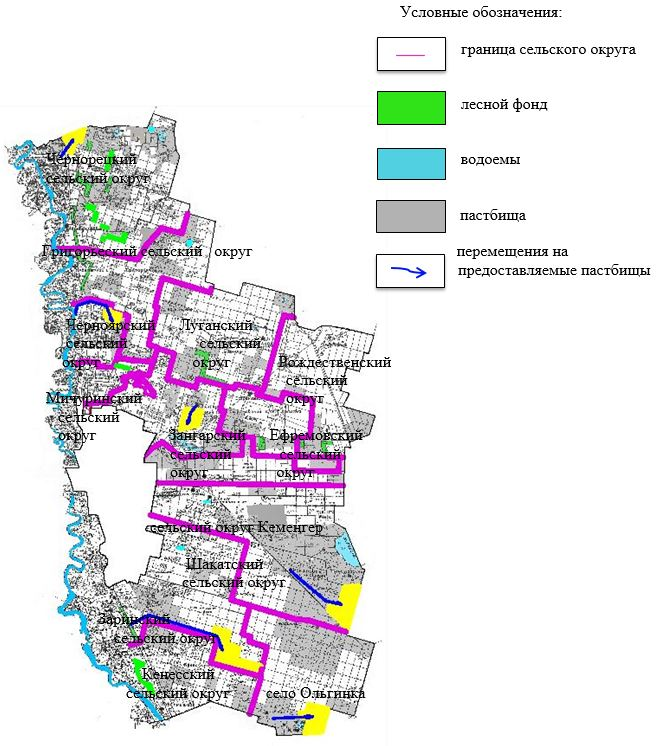 Условные обозначения:
граница сельского округа
лесной фонд
водоемы
пастбища
перемещения на
предоставляемые пастбищы
Чернорецкий
сельский округ
Григорьеский сельский округ
Черноярский
сельский
округ
Луганский
сельский
округ
Рождественский
сельский
округ
Мичуринский
сельский
округ
Зангарский
сельский
округ
Ефремовский
сельский
округ
сельский округ Кеменгер
Шакатский
сельский округ
Заринский
сельский округ
Кенесский
сельский округ
село Ольгинка